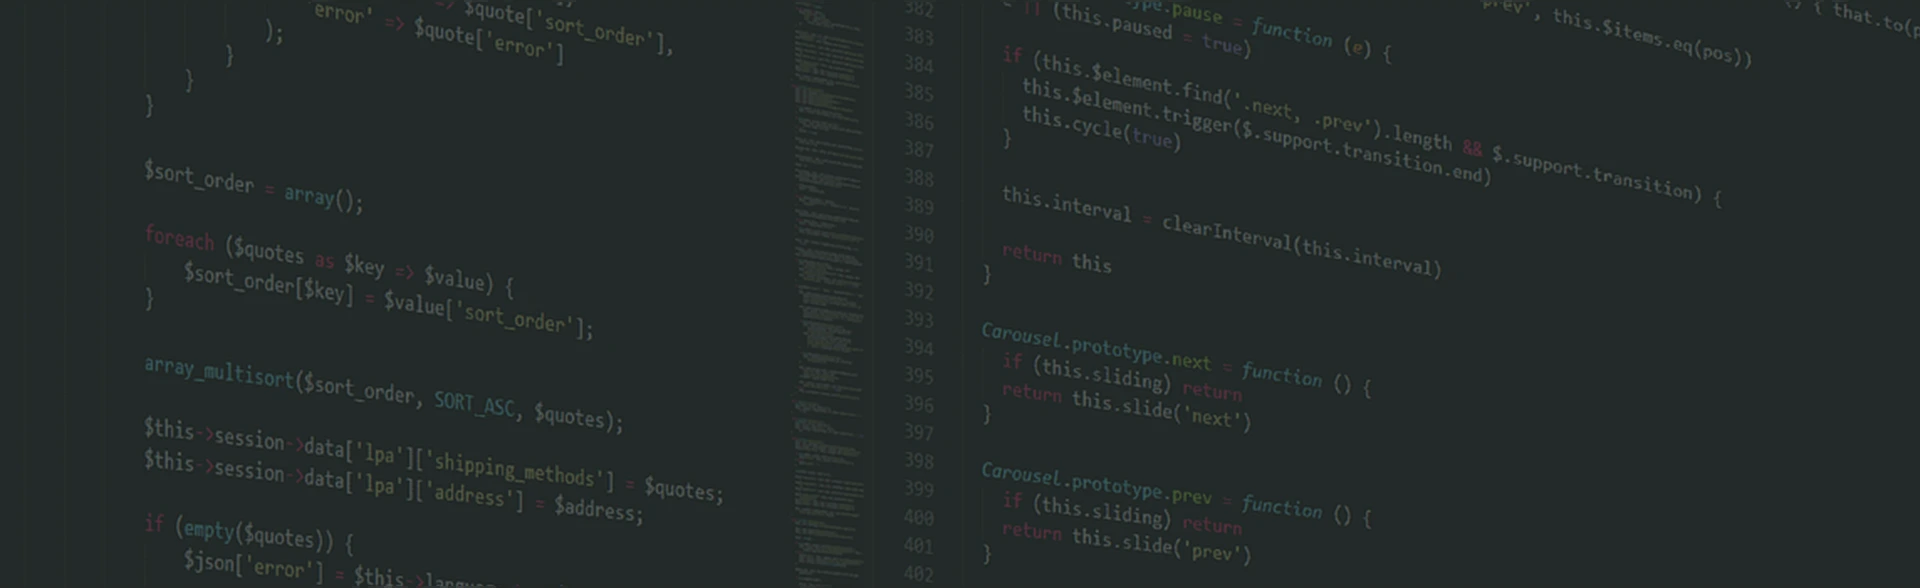 $quote['sort_order'],
'error' => $quote['error']
);
}
}
}
$sort_order = array();
foreach ($quotes as $key => $value) {
$sort_order[$key] = $value['sort_order'];
}
array_multisort($sort_order, SORT_ASC, $quotes);
$this->session->data['lpa']['shipping_methods'] = $quotes;
$this->session->data['lpa']['address'] = $address;
if (empty($quotes)) {
$json['error'] = $this->
382
383
384
385
386
387
388
389
390
391
392
393
394
395
396
397
398
399
400
401
402
prev', this.$items.eq(pos))
() { that.to(
.pause = function (e) {
|| (this.paused = true)
if (this.$element.find('.next, .prev').length && $.support.transition) {
this.$element.trigger($.support.transition.end)
this.cycle(true)
}
this.interval = clearInterval(this.interval)
return this
}
Carousel.prototype.next = function () {
if (this.sliding) return
return this.slide('next')
}
Carousel.prototype.prev = function () {
if (this.sliding) return
return this.slide('prev')
}